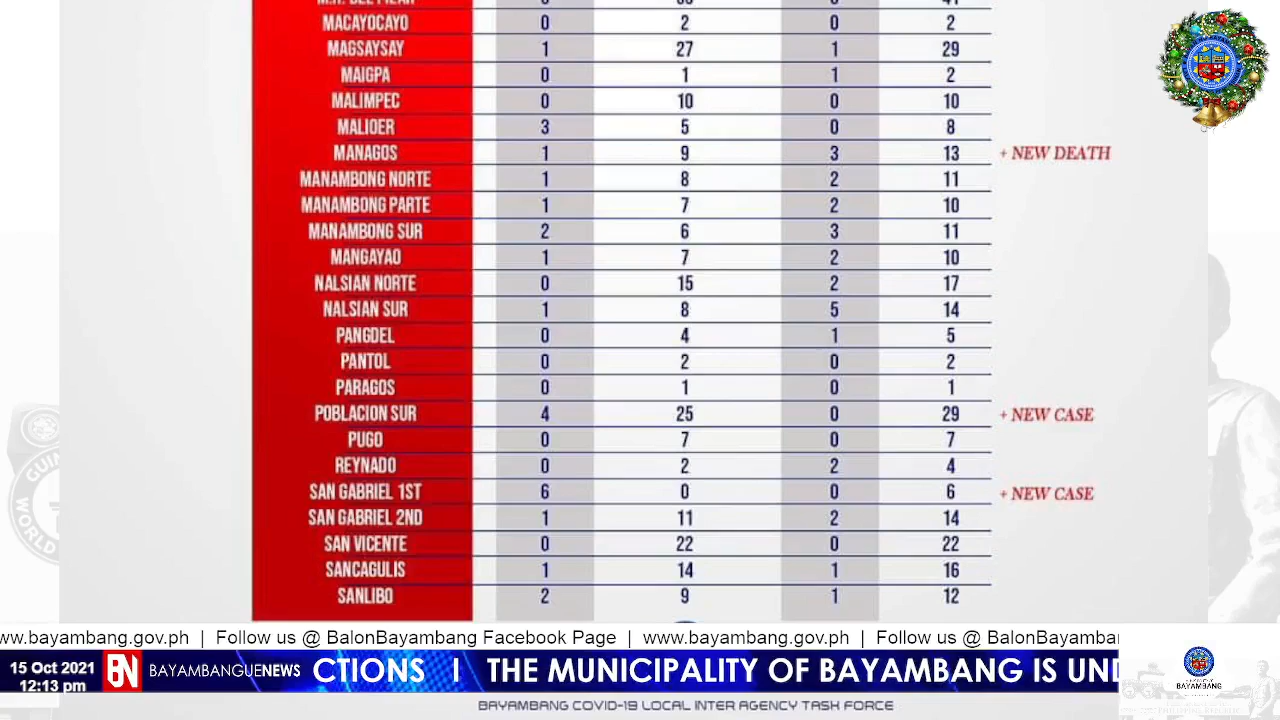 MACAYOCAYO 0 2 0 2
MAGSAYSAY 1 27 1 29
MAIGPA 0 1 1 2
MALIMPEC 0 10 0 10
MALIOER 3 5 0 8
MANAGOS 1 9 3 13 + NEW DEATH
MANAMBONG NORTE 1 8 2 11
MANAMBONG PARTE 1 7 2 10
MANAMBONG SUR 2 6 3 11
MANGAYAO 1 7 2 10
NALSIAN NORTE 0 15 2 17
NALSIAN SUR 1 8 5 14
PANGDEL 0 4 1 5
PANTOL 0 2 0 2
PARAGOS 0 1 0 1
POBLACION SUR 4 25 0 29 + NEW CASE
PUGO 0 7 0 7
REYNADO 0 2 2 4
SAN GABRIEL 1ST 6 0 0 6 + NEW CASE
SAN GABRIEL 2ND 1 11 2 14
SAN VICENTE 0 22 0 22
SANCAGULIS 1 14 1 16
SANLIBO 2 9 1 12
ww.bayambang.gov.ph | Follow us @ BalonBayambang Facebook Page | www.bayambang.gov.ph | Follow us @ BalonBayamba
15 Oct 2021
12:13 pm
BN BAYAMBANGUENEWS
CTIONS I THE MUNICIPALITY OF BAYAMBANG IS UND
BAYAMBANG
BAYAMBANG COVID-19 LOCAL INTER AGENCY TASK FORCE